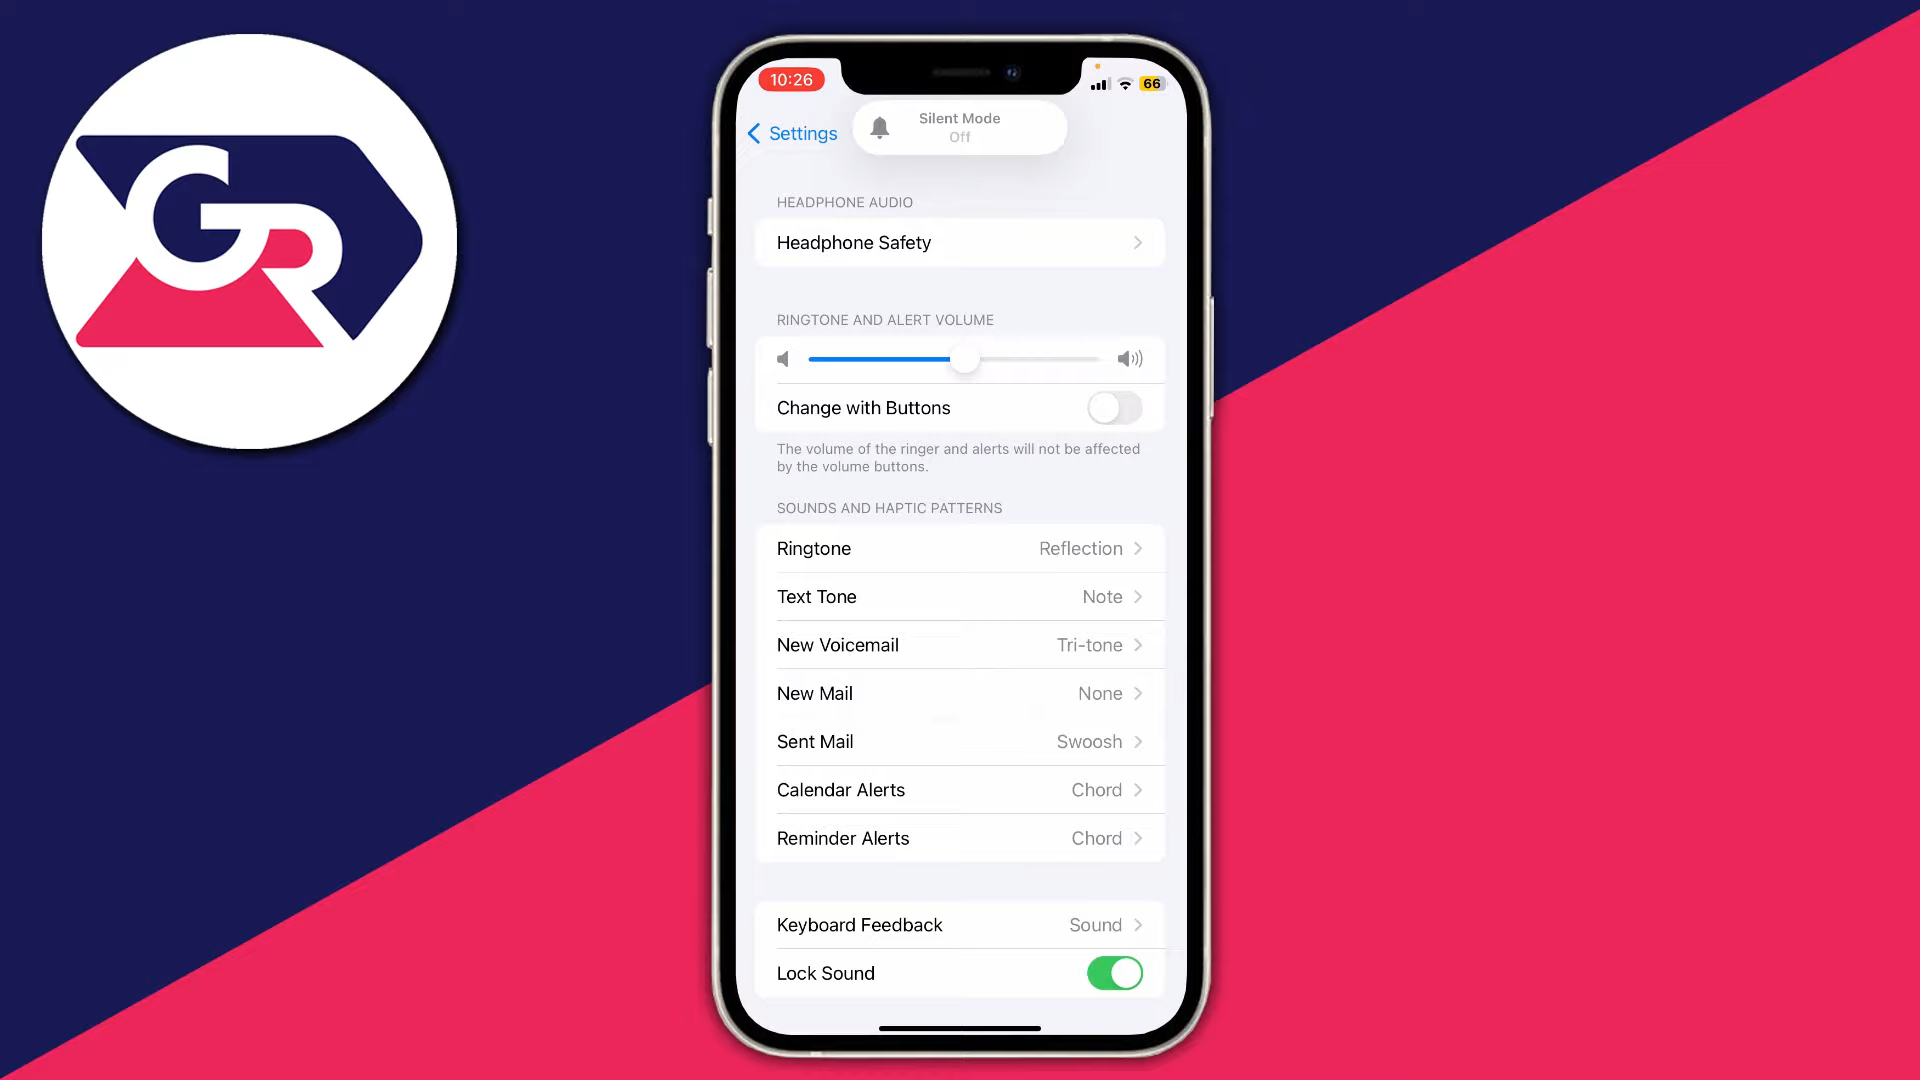 GR
10:26
66
Settings
Silent Mode
Off
HEADPHONE AUDIO
Headphone Safety
RINGTONE AND ALERT VOLUME
Change with Buttons
The volume of the ringer and alerts will not be affected
by the volume buttons.
SOUNDS AND HAPTIC PATTERNS
Ringtone Reflection
Text Tone Note
New Voicemail Tri-tone
New Mail None
Sent Mail Swoosh
Calendar Alerts Chord
Reminder Alerts Chord
Keyboard Feedback Sound
Lock Sound